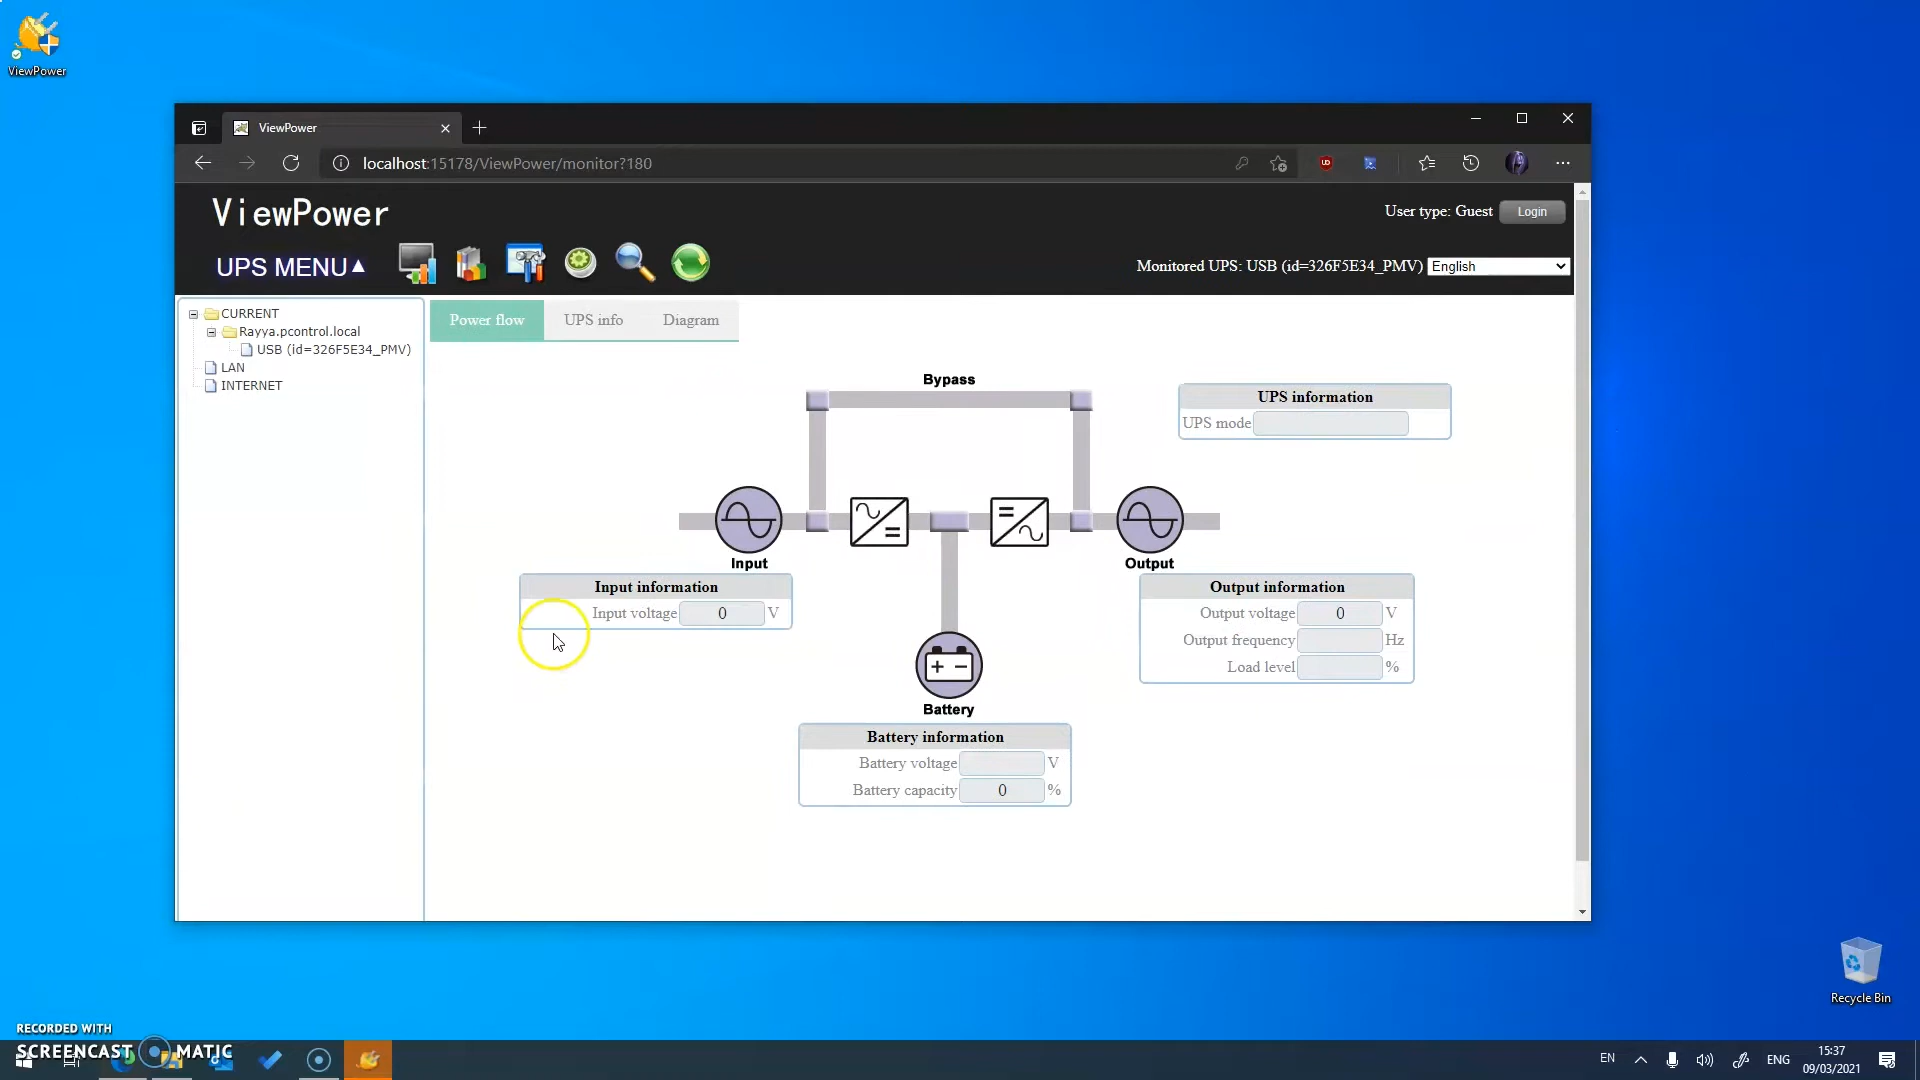 ViewPower
ViewPower
localhost:15178/ViewPower/monitor?180
ViewPower
User type: Guest
Login
UPS MENU▲
Monitored UPS: USB (id=326F5E34_PMV)
English
CURRENT
Rayya.pcontrol.local
USB (id=326F5E34_PMV)
LAN
INTERNET
Power flow
UPS info
Diagram
Bypass
UPS information
UPS mode
Input
Output
Input information
Input voltage 0 V
Output information
Output voltage 0 V
Output frequency Hz
Load level %
Battery
Battery information
Battery voltage V
Battery capacity 0 %
Recycle Bin
RECORDED WITH
SCREENCAST MATIC
EN
ENG
15:37
09/03/2021